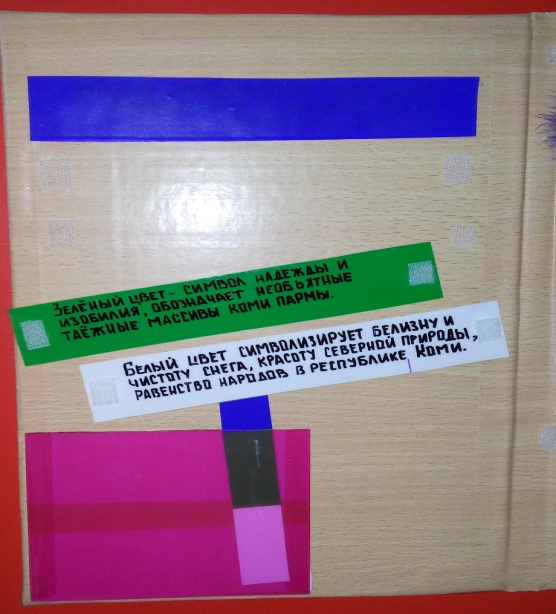 ЗЕЛЁНЫЙ ЦВЕТ - СИМВОЛ НАДЕЖДЫ И
ИЗОБИЛИЯ, ОБОЗНАЧАЕТ НЕОБЪЯТНЫЕ
ТАЁЖНЫЕ МАССИВЫ КОМИ ПАРМЫ.
БЕЛЫЙ ЦВЕТ СИМВОЛИЗИРУЕТ БЕЛИЗНУ И
ЧИСТОТУ СНЕГА, КРАСОТУ СЕВЕРНОЙ ПРИРОДЫ,
РАВЕНСТВО НАРОДОВ В РЕСПУБЛИКЕ КОМИ.